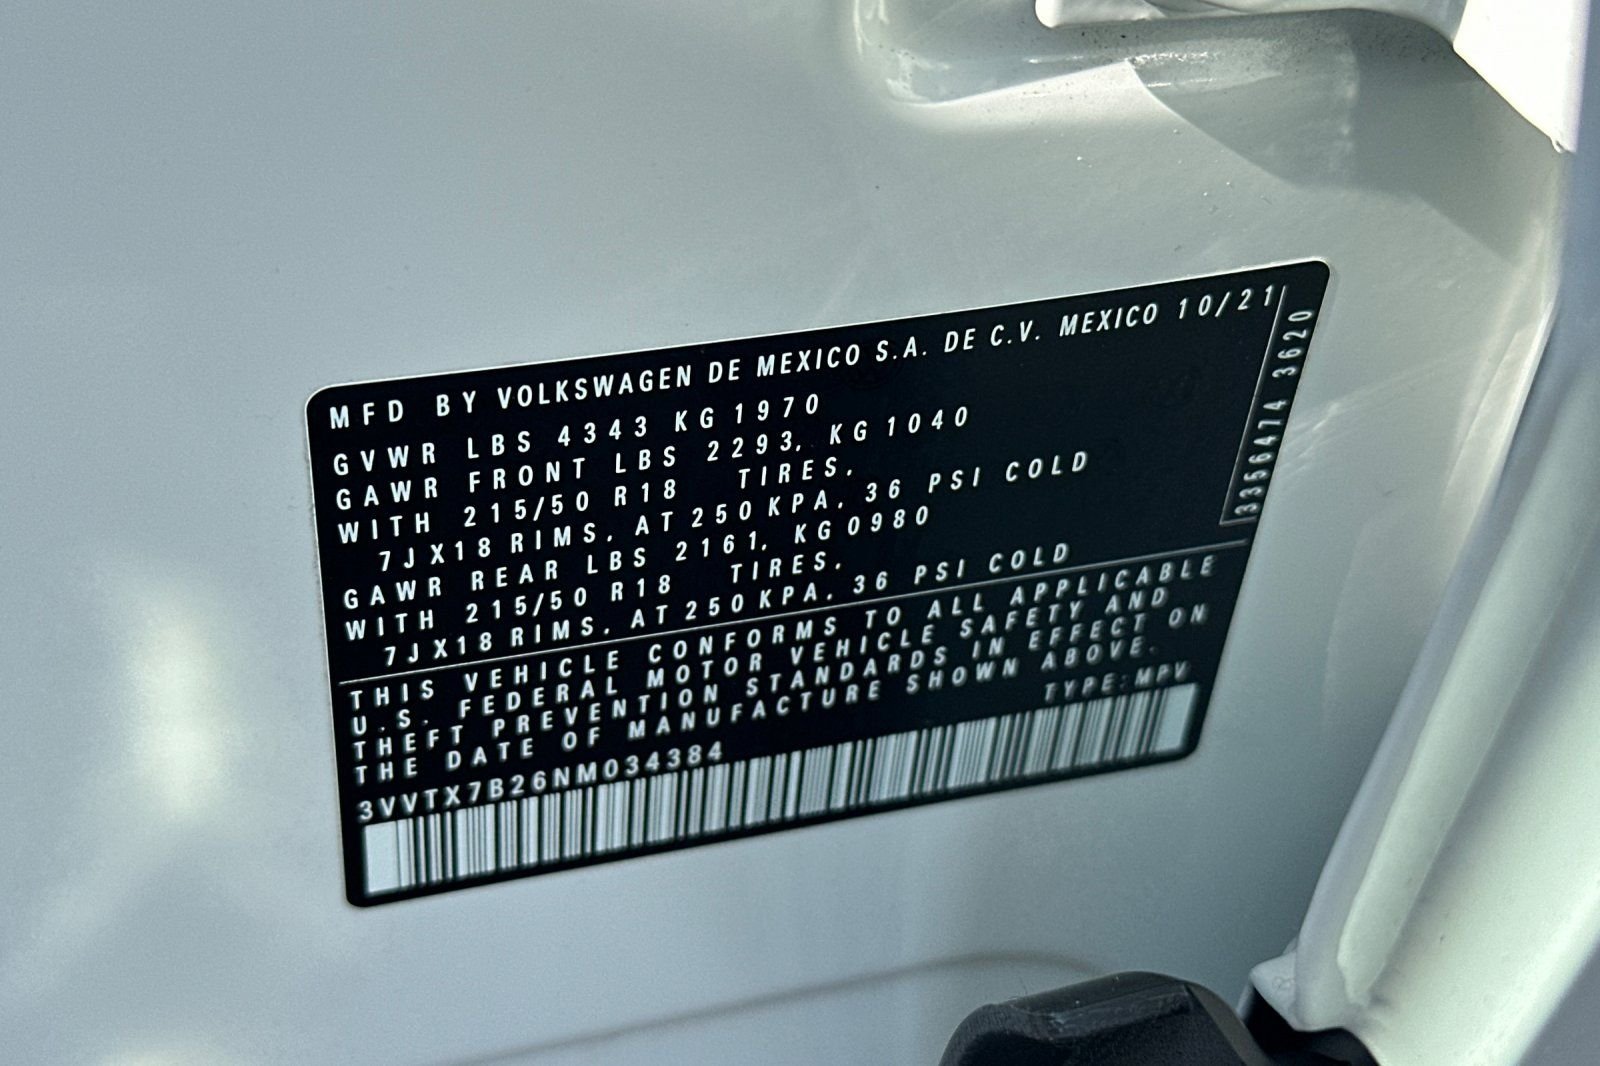 MFD BY VOLKSWAGEN DE MEXICO S.A. DE C.V. MEXICO 10/21
GVWR LBS 4343 KG 1970
GAWR FRONT LBS 2293, KG 1040
WITH 215/50 R18 TIRES.
7JX18 RIMS. AT 250 KPA, 36 PSI COLD
GAWR REAR LBS 2161, KG 0980
WITH 215/50 R18 TIRES.
7JX18 RIMS. AT 250 KPA, 36 PSI COLD
THIS VEHICLE CONFORMS TO ALL APPLICABLE
U.S. FEDERAL MOTOR VEHICLE SAFETY AND
THEFT PREVENTION STANDARDS IN EFFECT ON
THE DATE OF MANUFACTURE SHOWN ABOVE.
TYPE: MPV
3VVTX7B26NM034384
3620